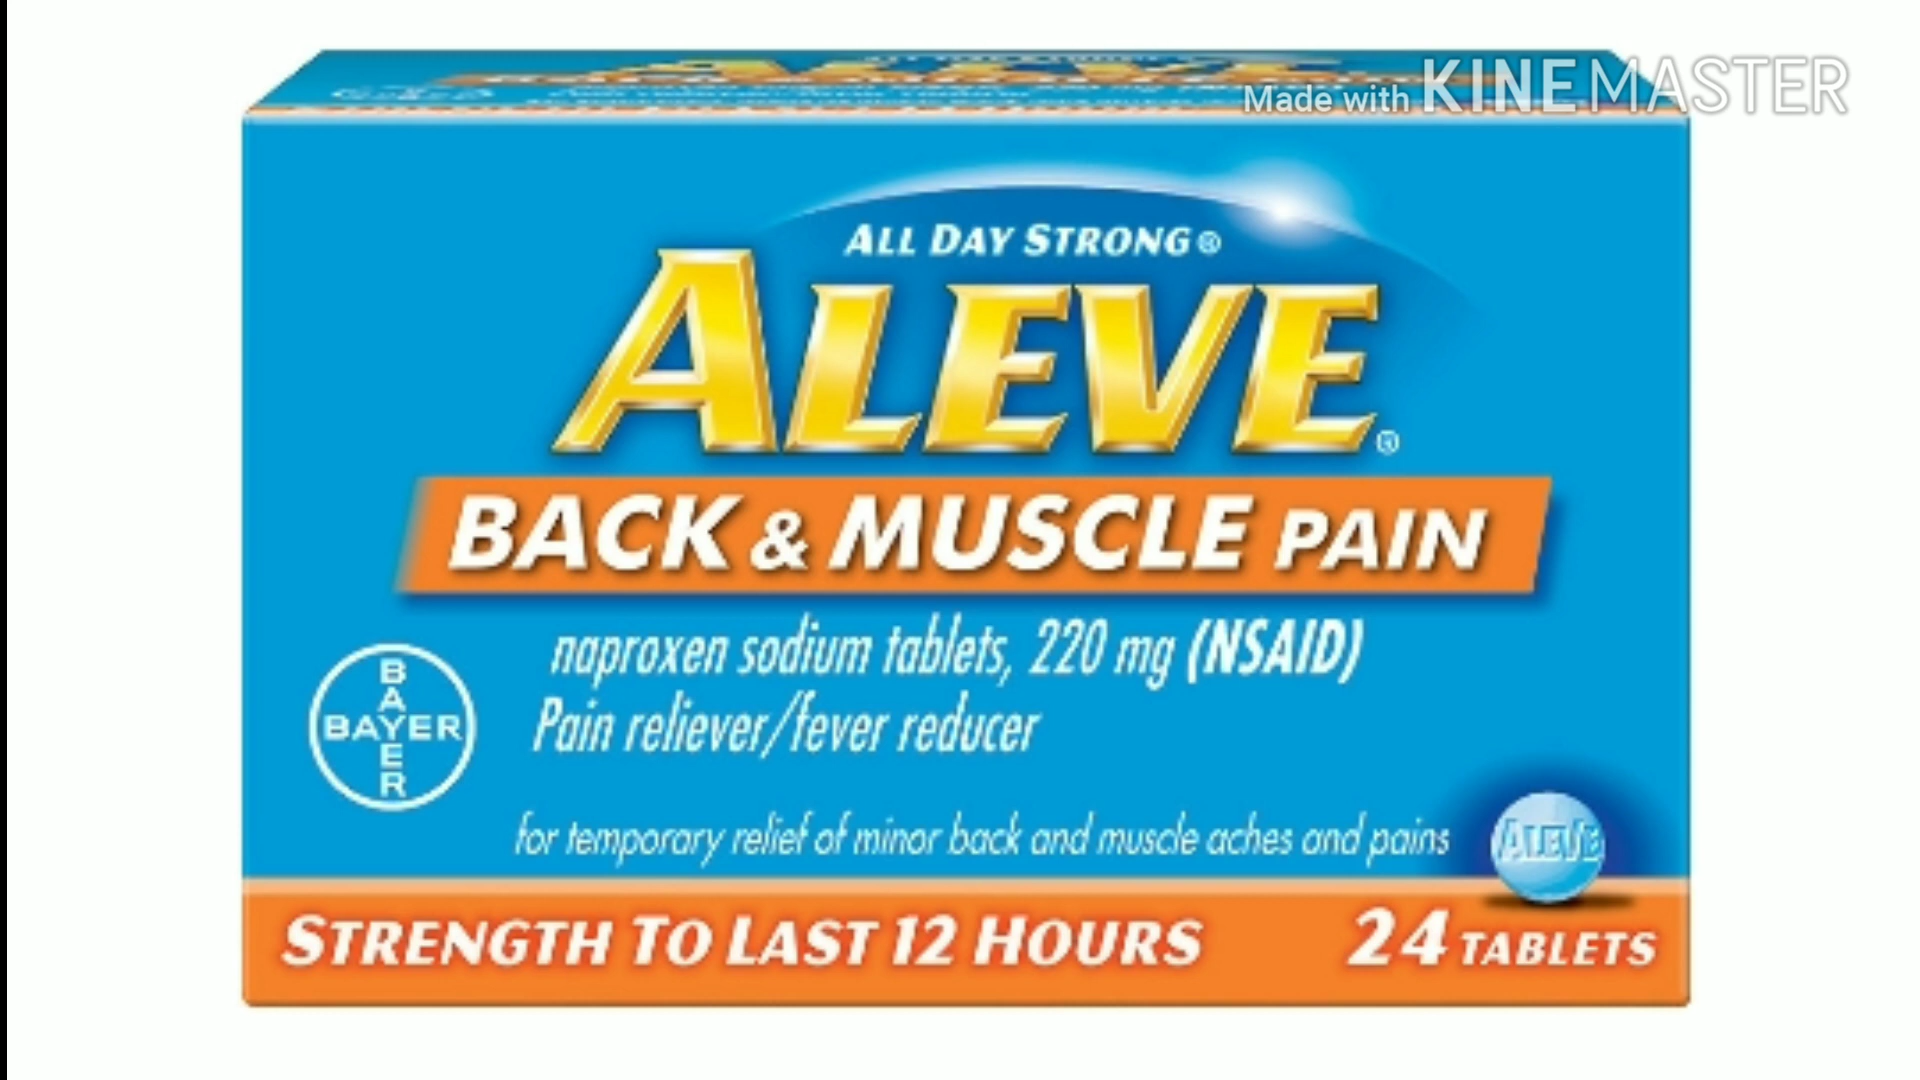 Made with KINEMASTER
ALL DAY STRONG®
ALEVE®
BACK & MUSCLE PAIN
naproxen sodium tablets, 220 mg (NSAID)
Pain reliever/fever reducer
BAYER
BAYER
for temporary relief of minor back and muscle aches and pains
ALEVE
STRENGTH TO LAST 12 HOURS
24 TABLETS